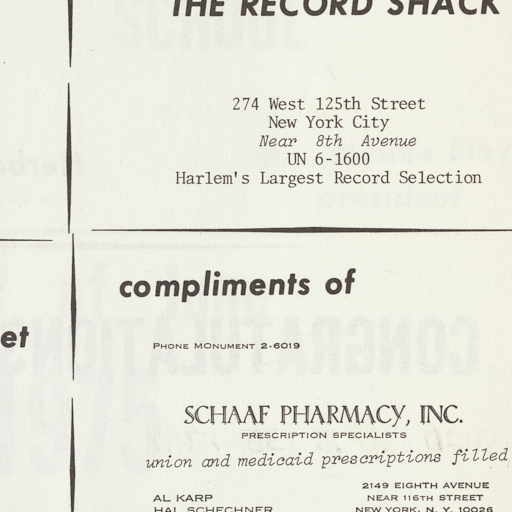 THE RECORD SHACK
274 West 125th Street
New York City
Near 8th Avenue
UN 6-1600
Harlem's Largest Record Selection
compliments of
et
PHONE MONUMENT 2-6019
SCHAAF PHARMACY, INC.
PRESCRIPTION SPECIALISTS
union and medicaid prescriptions filled
2149 EIGHTH AVENUE
AL KARP
NEAR 116TH STREET
HAL SCHECHNER
NEW YORK, N. Y. 10026